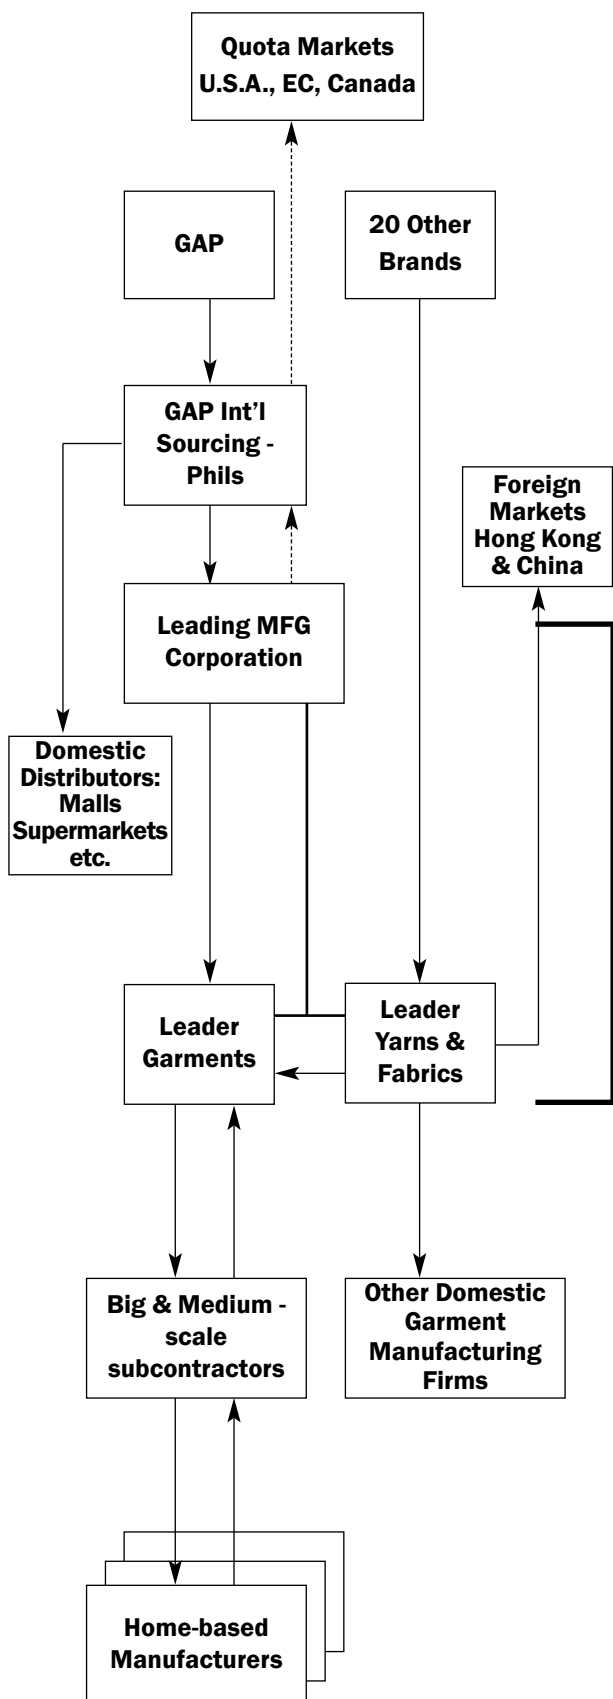 Quota Markets
U.S.A., EC, Canada
GAP
20 Other
Brands
GAP Int'l
Sourcing -
Phils
Foreign
Markets
Hong Kong
& China
Leading MFG
Corporation
Domestic
Distributors:
Malls
Supermarkets
etc.
Leader
Garments
Leader
Yarns &
Fabrics
Big & Medium -
scale
subcontractors
Other Domestic
Garment
Manufacturing
Firms
Home-based
Manufacturers